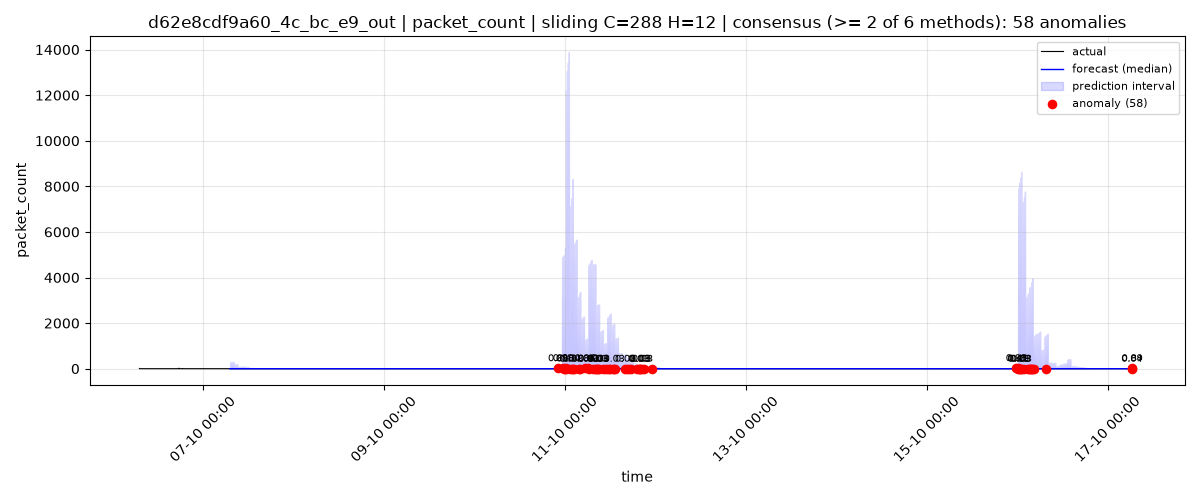 d62e8cdf9a60_4c_bc_e9_out | packet_count | sliding C=288 H=12 | consensus (>= 2 of 6 methods): 58 anomalies
14000
12000
10000
8000
6000
4000
2000
0
packet_count
actual
forecast (median)
prediction interval
anomaly (58)
07-10 00:00
09-10 00:00
11-10 00:00
13-10 00:00
15-10 00:00
17-10 00:00
time